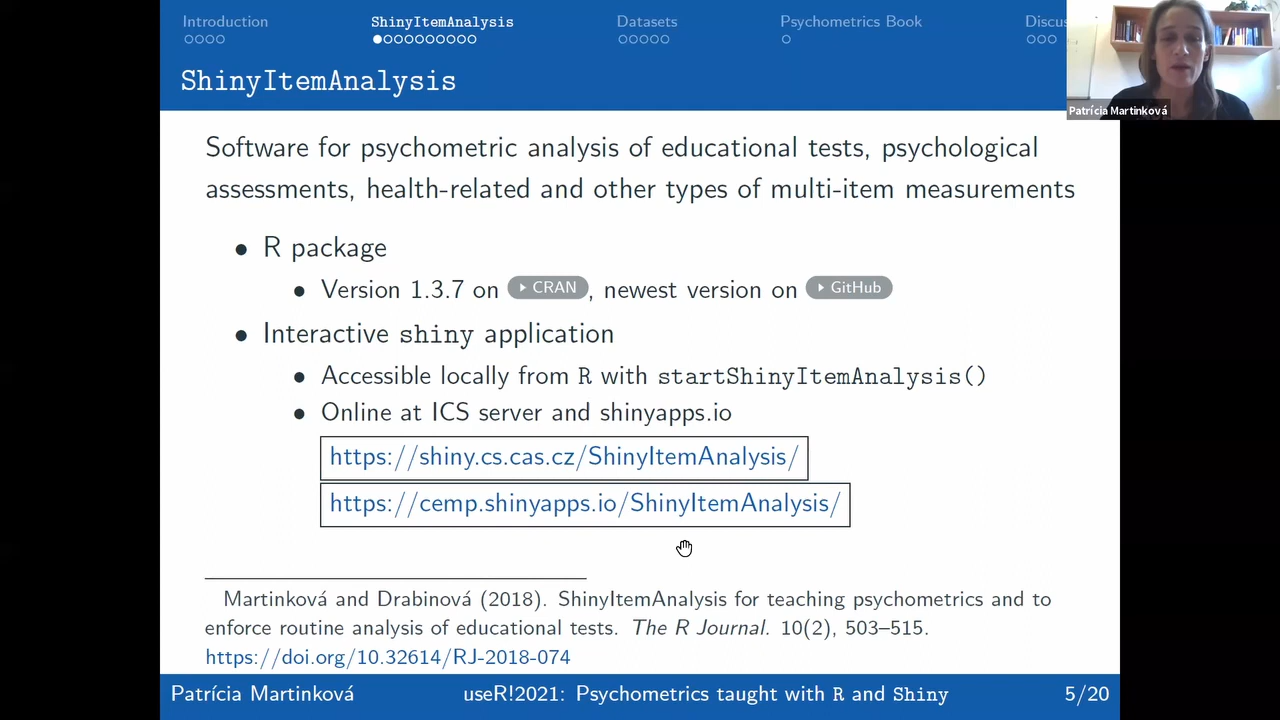 Introduction
ShinyItemAnalysis
Datasets
Psychometrics Book
ShinyItemAnalysis
Patrícia Martinková
Software for psychometric analysis of educational tests, psychological
assessments, health-related and other types of multi-item measurements
• R package
• Version 1.3.7 on CRAN, newest version on GitHub
• Interactive shiny application
• Accessible locally from R with startShinyItemAnalysis()
• Online at ICS server and shinyapps.io
https://shiny.cs.cas.cz/ShinyItemAnalysis/
https://cemp.shinyapps.io/ShinyItemAnalysis/
Martinková and Drabinová (2018). ShinyItemAnalysis for teaching psychometrics and to
enforce routine analysis of educational tests. The R Journal. 10(2), 503–515.
https://doi.org/10.32614/RJ-2018-074
Patrícia Martinková
useR!2021: Psychometrics taught with R and Shiny
5/20